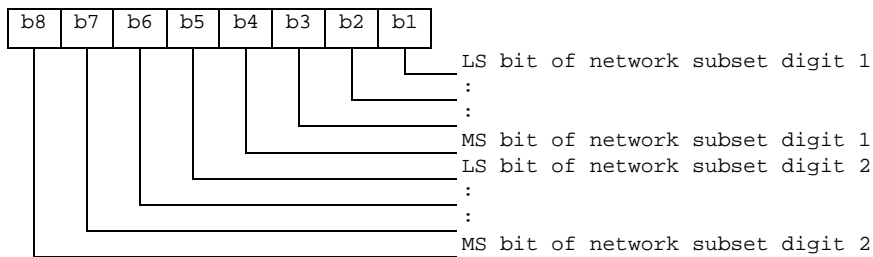 b8 b7 b6 b5 b4 b3 b2 b1
LS bit of network subset digit 1
:
:
MS bit of network subset digit 1
LS bit of network subset digit 2
:
:
MS bit of network subset digit 2